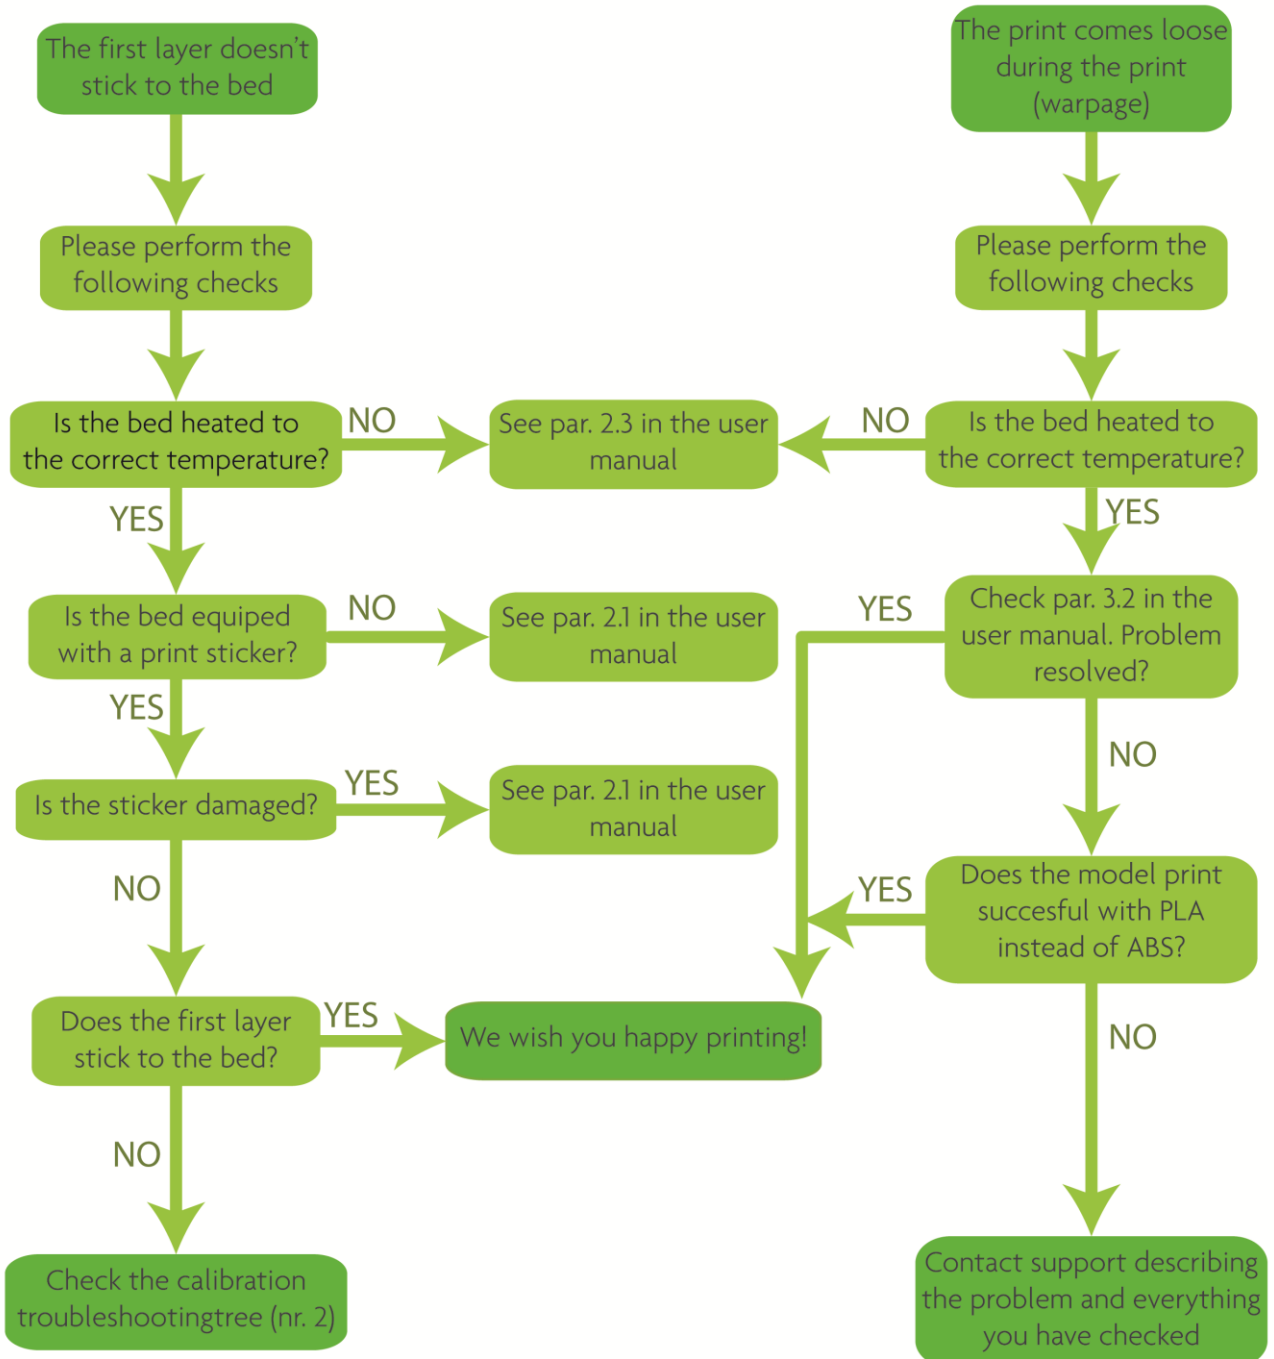 The first layer doesn't
stick to the bed
The print comes loose
during the print
(warpage)
Please perform the
following checks
Please perform the
following checks
Is the bed heated to
the correct temperature?
NO
See par. 2.3 in the user
manual
NO
Is the bed heated to
the correct temperature?
YES
YES
Is the bed equiped
with a print sticker?
NO
See par. 2.1 in the user
manual
YES
Check par. 3.2 in the
user manual. Problem
resolved?
YES
NO
Is the sticker damaged?
YES
See par. 2.1 in the user
manual
NO
YES
Does the model print
succesful with PLA
instead of ABS?
Does the first layer
stick to the bed?
YES
We wish you happy printing!
NO
NO
Check the calibration
troubleshootingtree (nr. 2)
Contact support describing
the problem and everything
you have checked